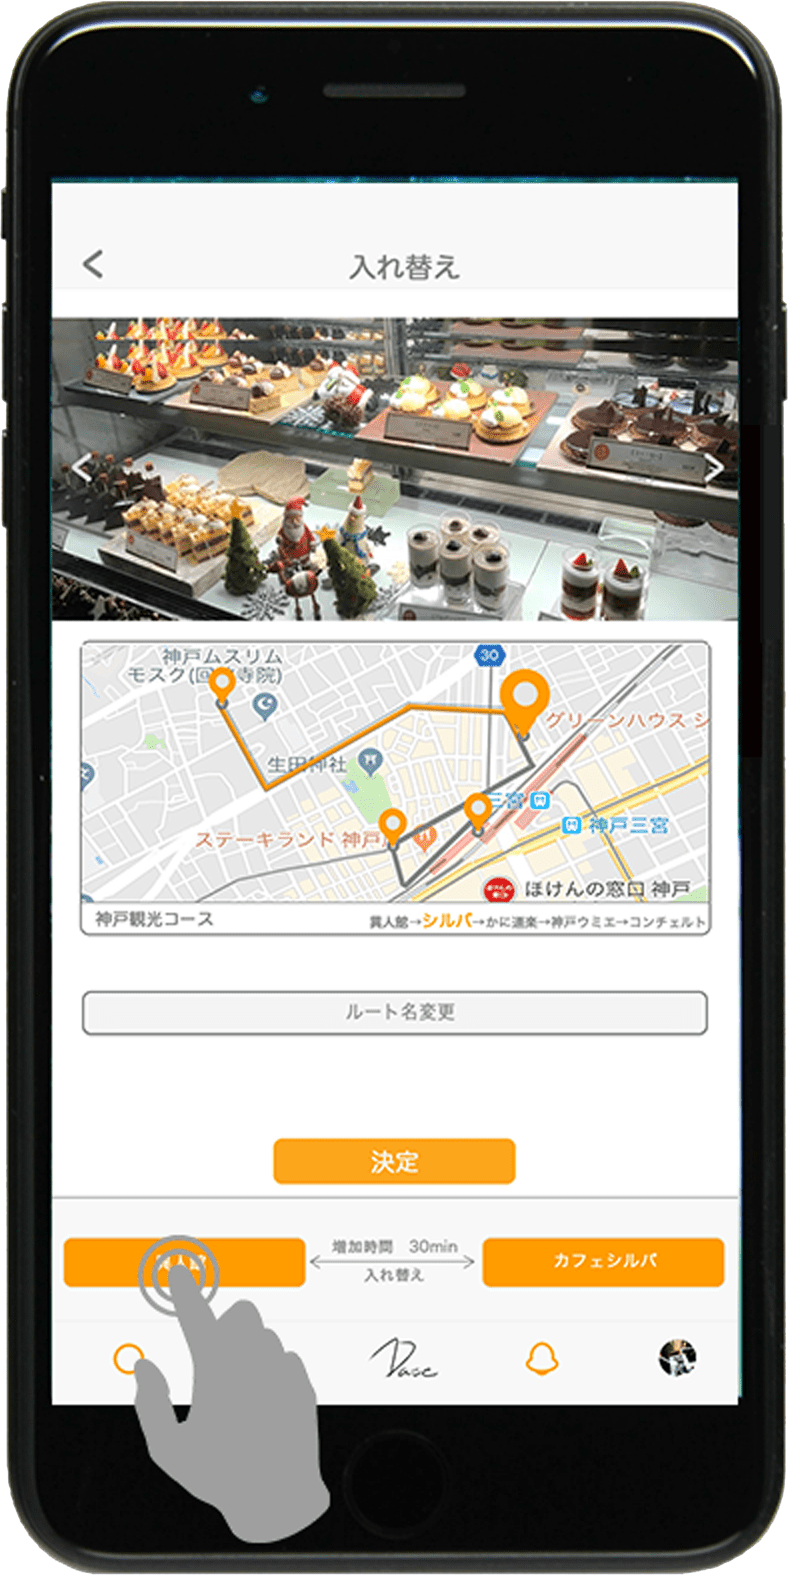 入れ替え
神戸ムスリム
モスク(回 寺院)
30
グリーンハウス シ
生田神社
三宮
神戸三宮
ステーキランド 神戸
ほけんの窓口 神戸
神戸観光コース
異人館→シルバ→かに道楽→神戸ウミエ→コンチェルト
ルート名変更
決定
増加時間 30min
入れ替え
カフェシルバ